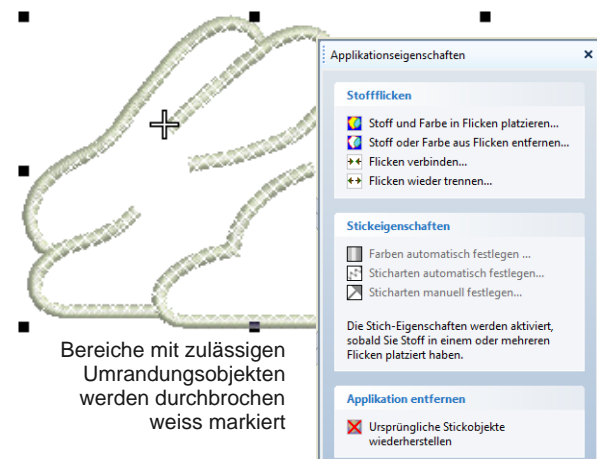 Applikationseigenschaften
Stoffflicken
Stoff und Farbe in Flicken platzieren...
Stoff oder Farbe aus Flicken entfernen...
Flicken verbinden...
Flicken wieder trennen...
Stickeigenschaften
Farben automatisch festlegen ...
Sticharten automatisch festlegen...
Sticharten manuell festlegen...
Die Stich-Eigenschaften werden aktiviert,
sobald Sie Stoff in einem oder mehreren
Flicken platziert haben.
Applikation entfernen
Ursprüngliche Stickobjekte
wiederherstellen
Bereiche mit zulässigen
Umrandungsobjekten
werden durchbrochen
weiss markiert